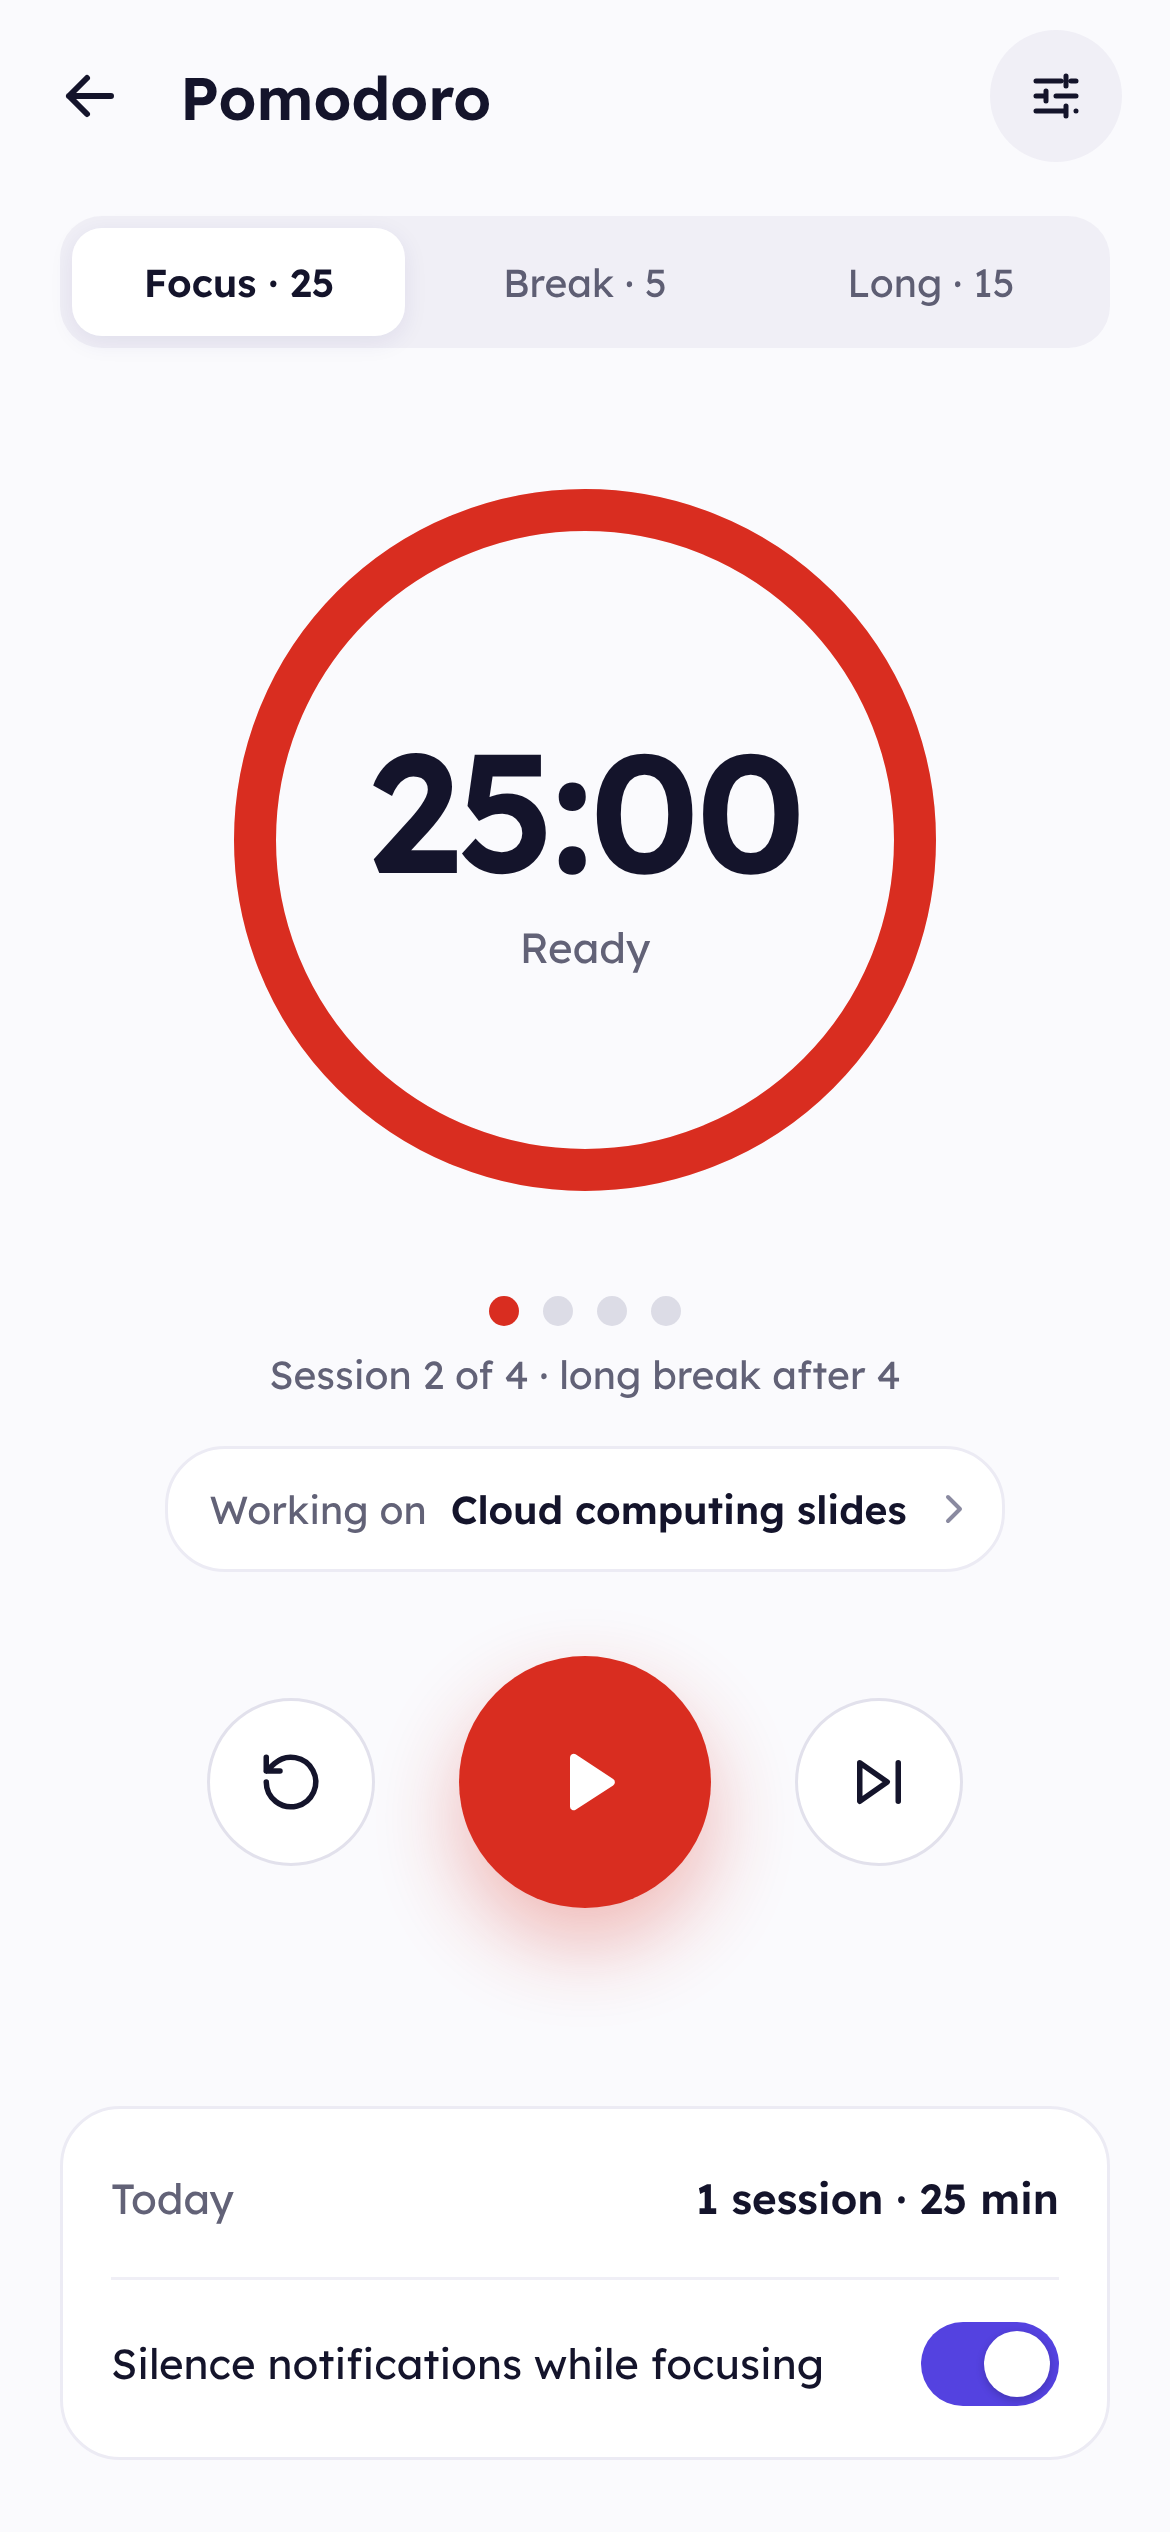 Pomodoro
Focus · 25
Break · 5
Long · 15
25:00
Ready
Session 2 of 4 · long break after 4
Working on Cloud computing slides
Today
1 session · 25 min
Silence notifications while focusing